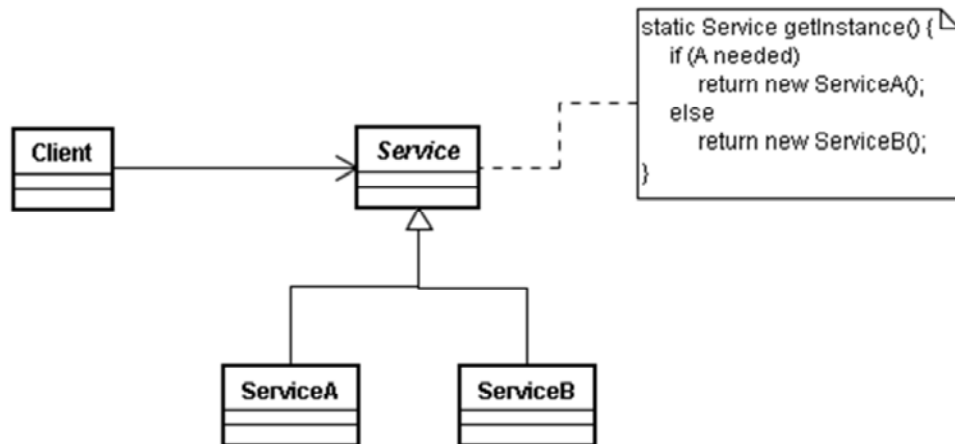 static Service getInstance() {
if (A needed)
return new ServiceA();
else
return new ServiceB();
}
Client
Service
ServiceA
ServiceB